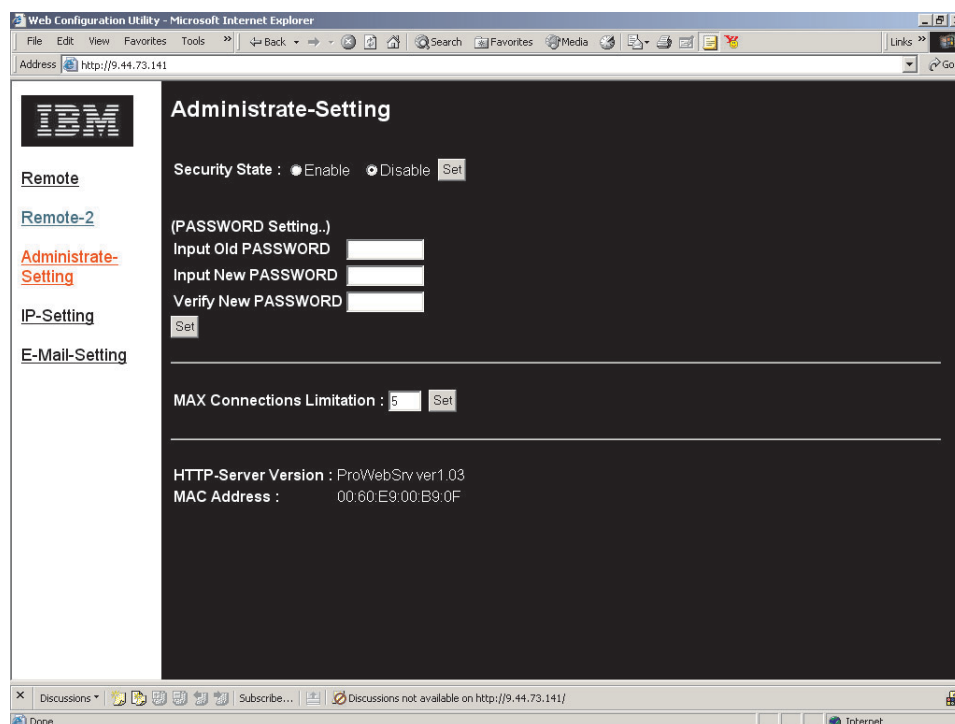 Web Configuration Utility - Microsoft Internet Explorer
File Edit View Favorites Tools » Back Search Favorites Media Links »
Address http://9.44.73.141 Go
IBM
Remote
Remote-2
Administrate-
Setting
IP-Setting
E-Mail-Setting
Administrate-Setting
Security State : Enable Disable Set
(PASSWORD Setting..)
Input Old PASSWORD
Input New PASSWORD
Verify New PASSWORD
Set
MAX Connections Limitation : 5 Set
HTTP-Server Version : ProWebSrv ver1.03
MAC Address : 00:60:E9:00:B9:0F
Discussions Subscribe... Discussions not available on http://9.44.73.141/
Done Internet